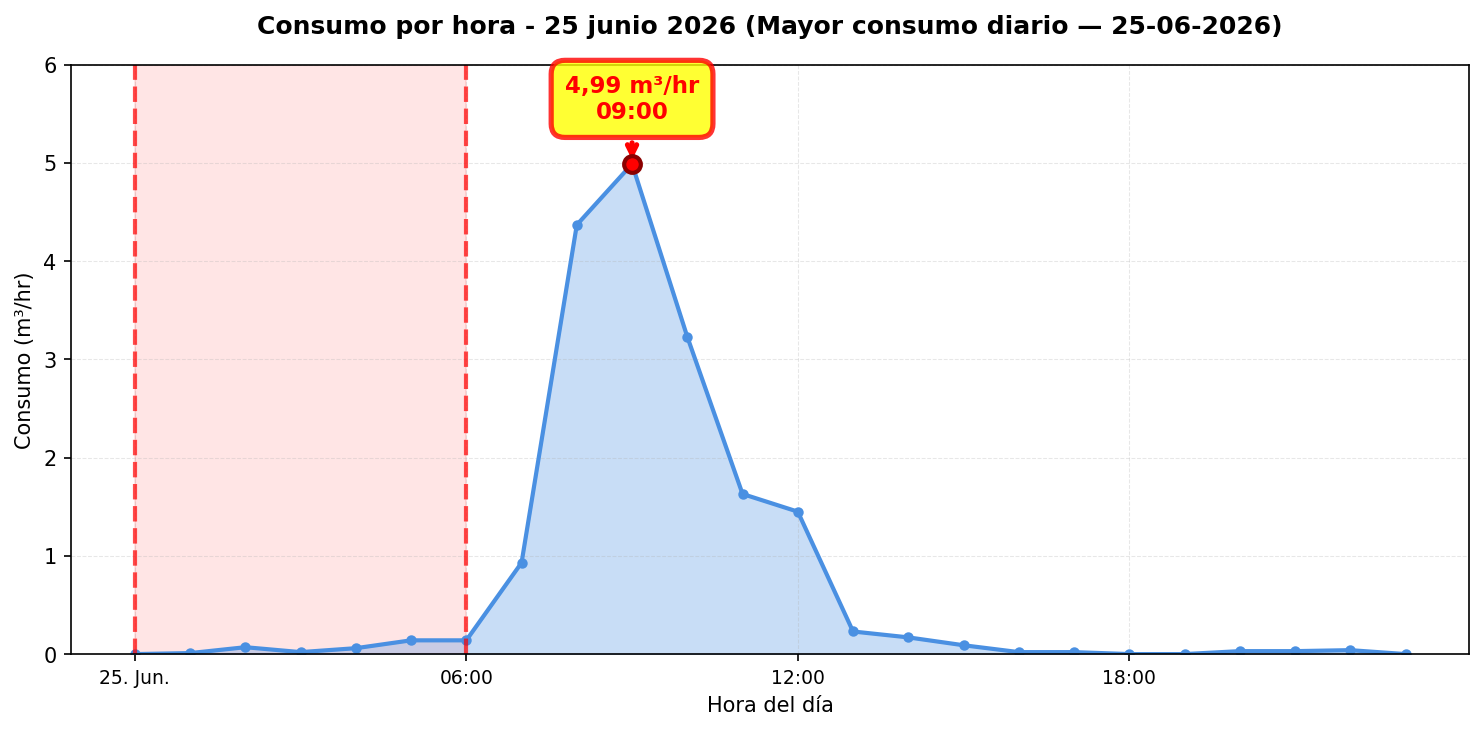 Consumo por hora - 25 junio 2026 (Mayor consumo diario — 25-06-2026)
4,99 m³/hr
09:00
6
5
4
3
2
1
0
Consumo (m³/hr)
25. Jun.
06:00
12:00
18:00
Hora del día